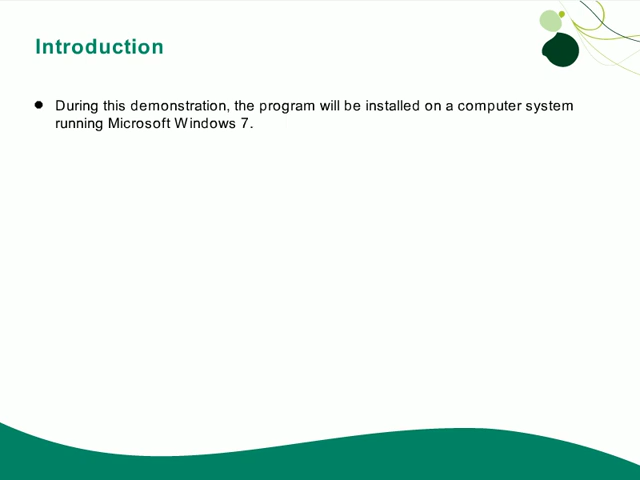 Introduction
During this demonstration, the program will be installed on a computer system
running Microsoft Windows 7.